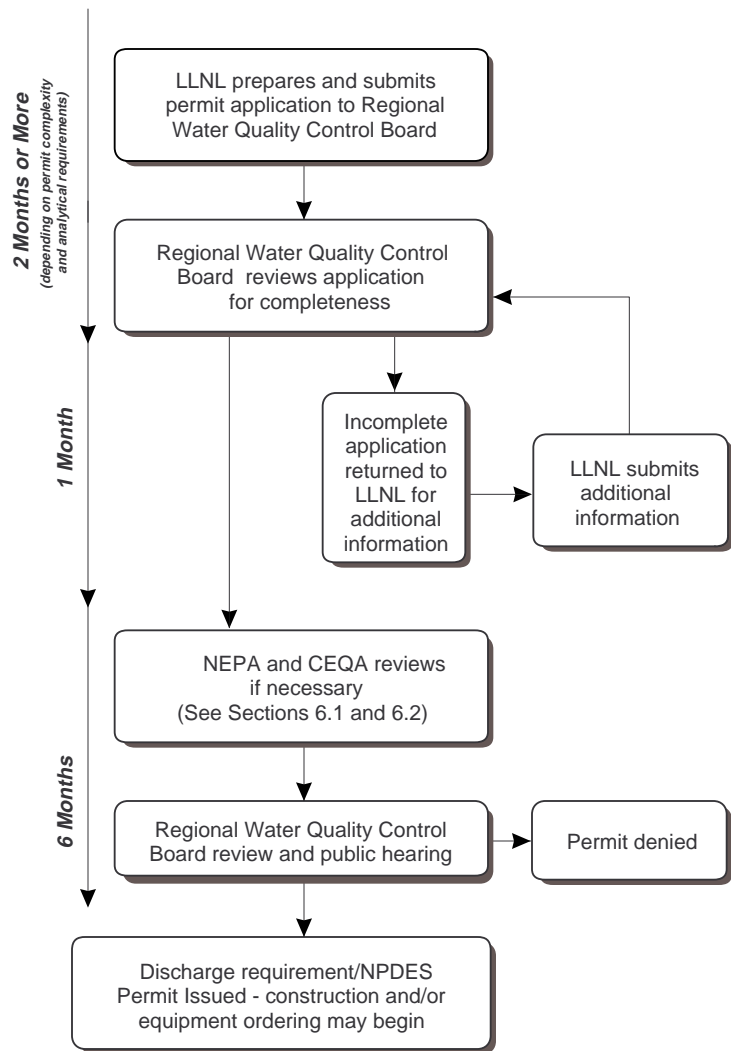 LLNL prepares and submits
permit application to Regional
Water Quality Control Board
2 Months or More
(depending on permit complexity
and analytical requirements)
Regional Water Quality Control
Board reviews application
for completeness
1 Month
Incomplete
application
returned to
LLNL for
additional
information
LLNL submits
additional
information
NEPA and CEQA reviews
if necessary
(See Sections 6.1 and 6.2)
6 Months
Regional Water Quality Control
Board review and public hearing
Permit denied
Discharge requirement/NPDES
Permit Issued - construction and/or
equipment ordering may begin